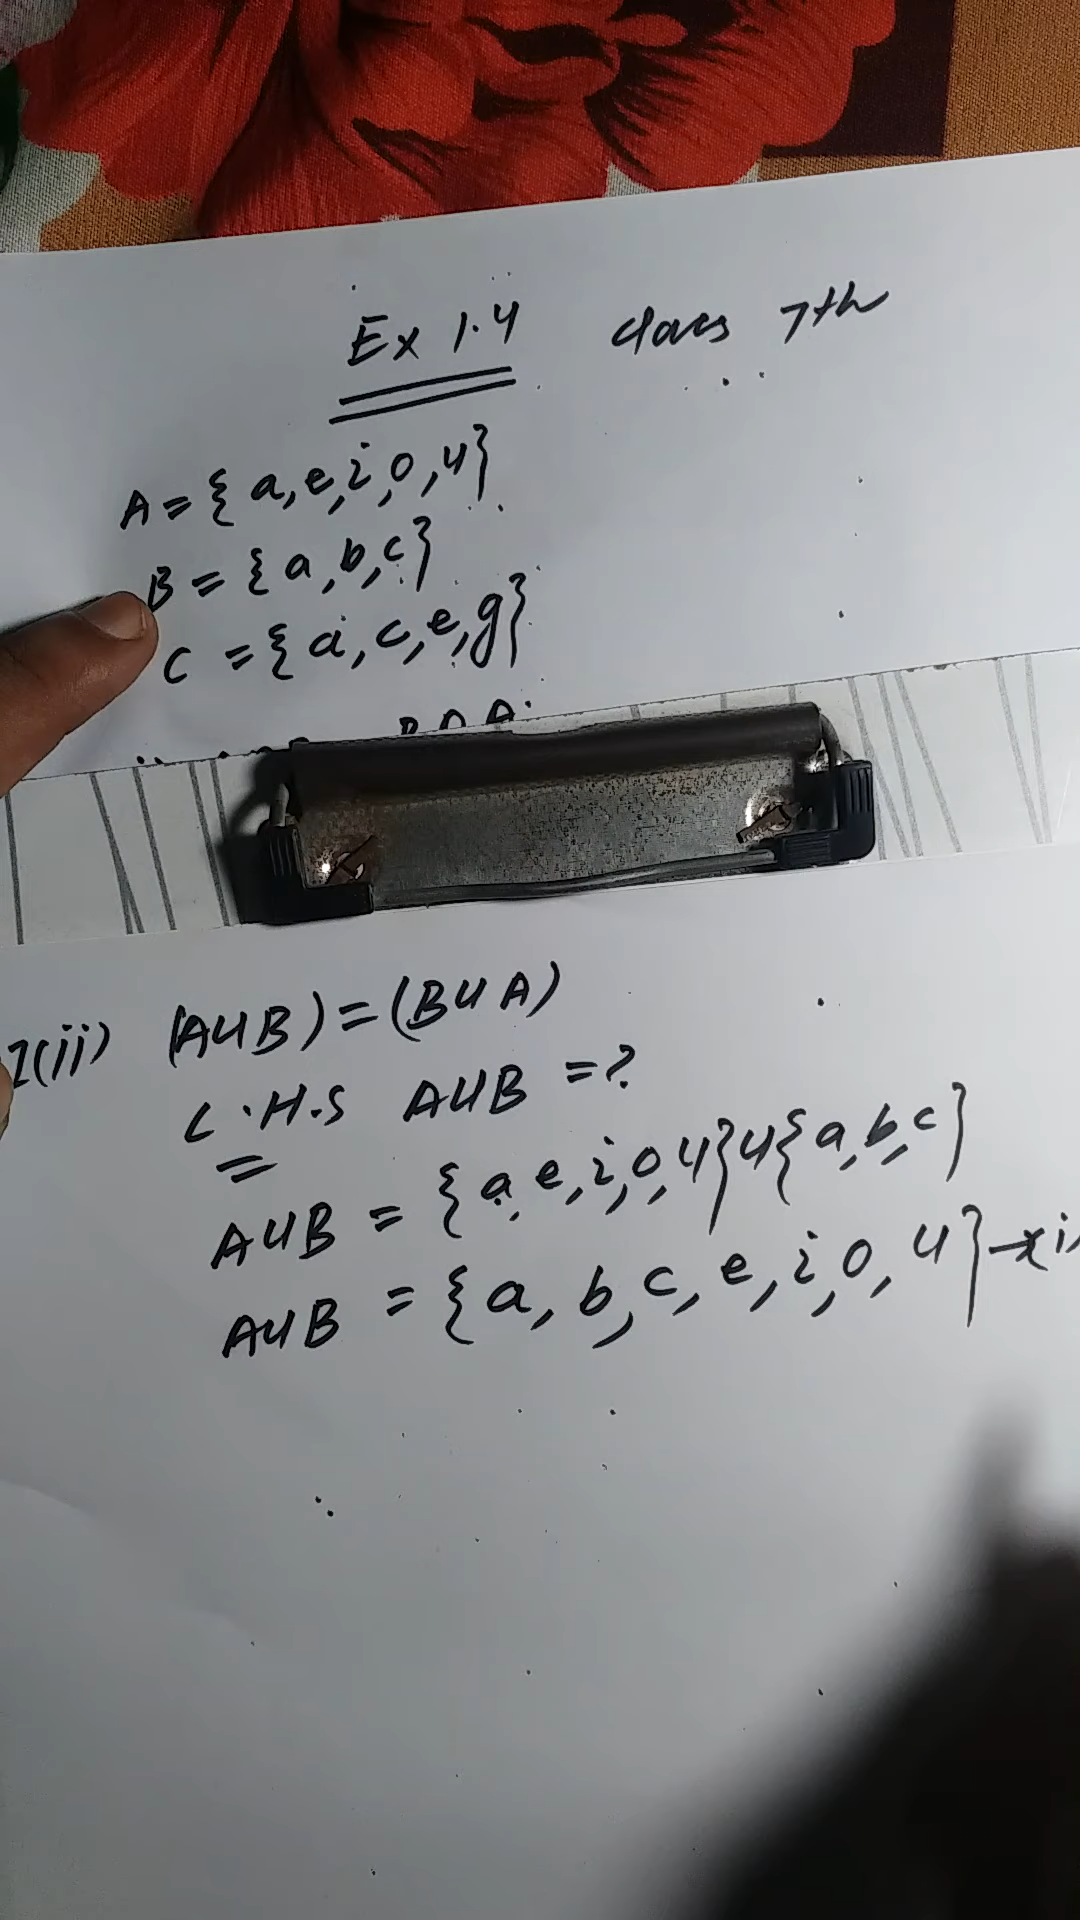 Ex 1.4 class 7th
A = { a, e, i, o, u }
B = { a, b, c }
C = { a, c, e, g }
B ∩ A
1(ii) (A∪B) = (B∪A)
L.H.S A∪B = ?
A∪B = { a, e, i, o, u } ∪ { a, b, c }
A∪B = { a, b, c, e, i, o, u }